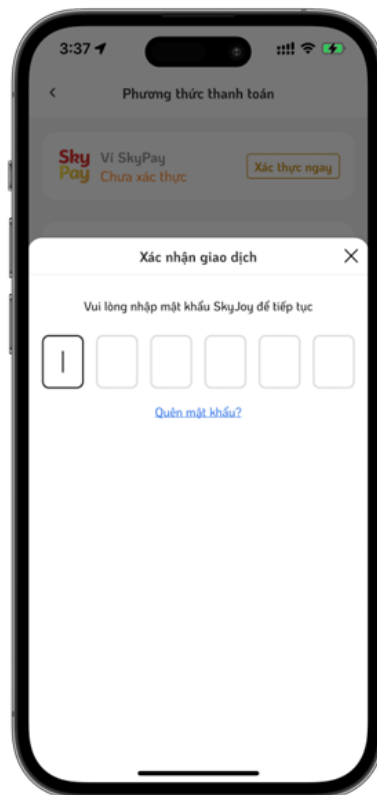 3:37
Phương thức thanh toán
Sky Pay
Ví SkyPay
Chưa xác thực
Xác thực ngay
Xác nhận giao dịch
Vui lòng nhập mật khẩu SkyJoy để tiếp tục
Quên mật khẩu?